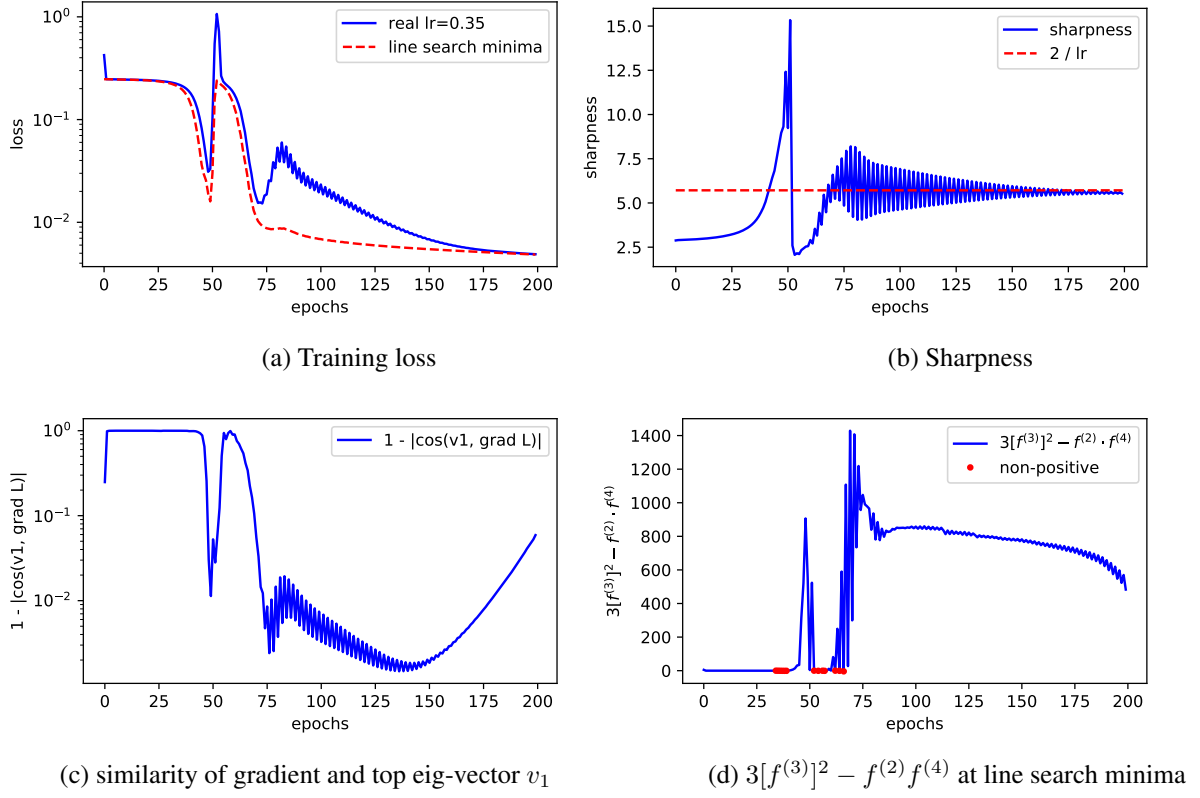 real lr=0.35
line search minima
10⁰
10⁻¹
10⁻²
loss
0 25 50 75 100 125 150 175 200
epochs
(a) Training loss
sharpness
2 / lr
15.0
12.5
10.0
7.5
5.0
2.5
sharpness
0 25 50 75 100 125 150 175 200
epochs
(b) Sharpness
1 - |cos(v1, grad L)|
10⁰
10⁻¹
10⁻²
1 - |cos(v1, grad L)|
0 25 50 75 100 125 150 175 200
epochs
(c) similarity of gradient and top eig-vector v₁
3[f⁽³⁾]² − f⁽²⁾ · f⁽⁴⁾
non-positive
1400
1200
1000
800
600
400
200
0
3[f⁽³⁾]² − f⁽²⁾ · f⁽⁴⁾
0 25 50 75 100 125 150 175 200
epochs
(d) 3[f⁽³⁾]² − f⁽²⁾f⁽⁴⁾ at line search minima